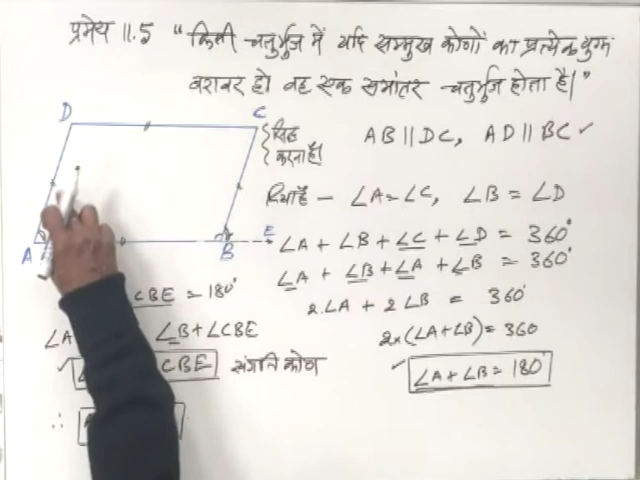 प्रमेय 11.5 "किसी चतुर्भुज में यदि सम्मुख कोणों का प्रत्येक युग्म
बराबर हो वह एक समांतर चतुर्भुज होता है।"
D C
A B E
सिद्ध करना है। AB || DC, AD || BC ✓
दिया है – ∠A = ∠C, ∠B = ∠D
∠A + ∠B + ∠C + ∠D = 360°
∠A + ∠B + ∠A + ∠B = 360°
2∠A + 2∠B = 360°
2×(∠A+∠B) = 360
✓ ∠A + ∠B = 180°
CBE = 180°
∠A ∠B + ∠CBE
✓ CBE संगति कोण
∴